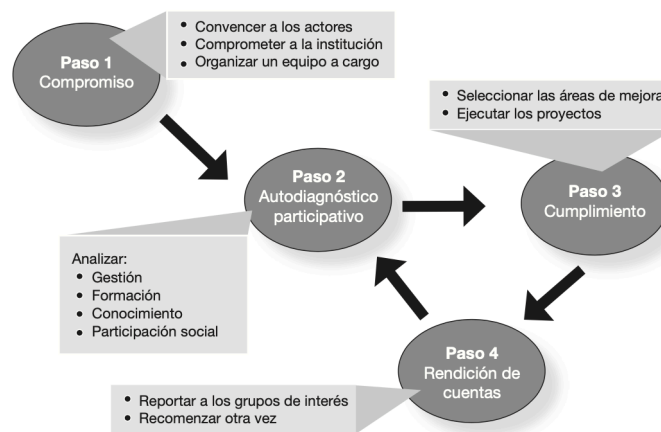 Paso 1
Compromiso
• Convencer a los actores
• Comprometer a la institución
• Organizar un equipo a cargo
Paso 2
Autodiagnóstico
participativo
Analizar:
• Gestión
• Formación
• Conocimiento
• Participación social
• Seleccionar las áreas de mejora
• Ejecutar los proyectos
Paso 3
Cumplimiento
Paso 4
Rendición de
cuentas
• Reportar a los grupos de interés
• Recomenzar otra vez